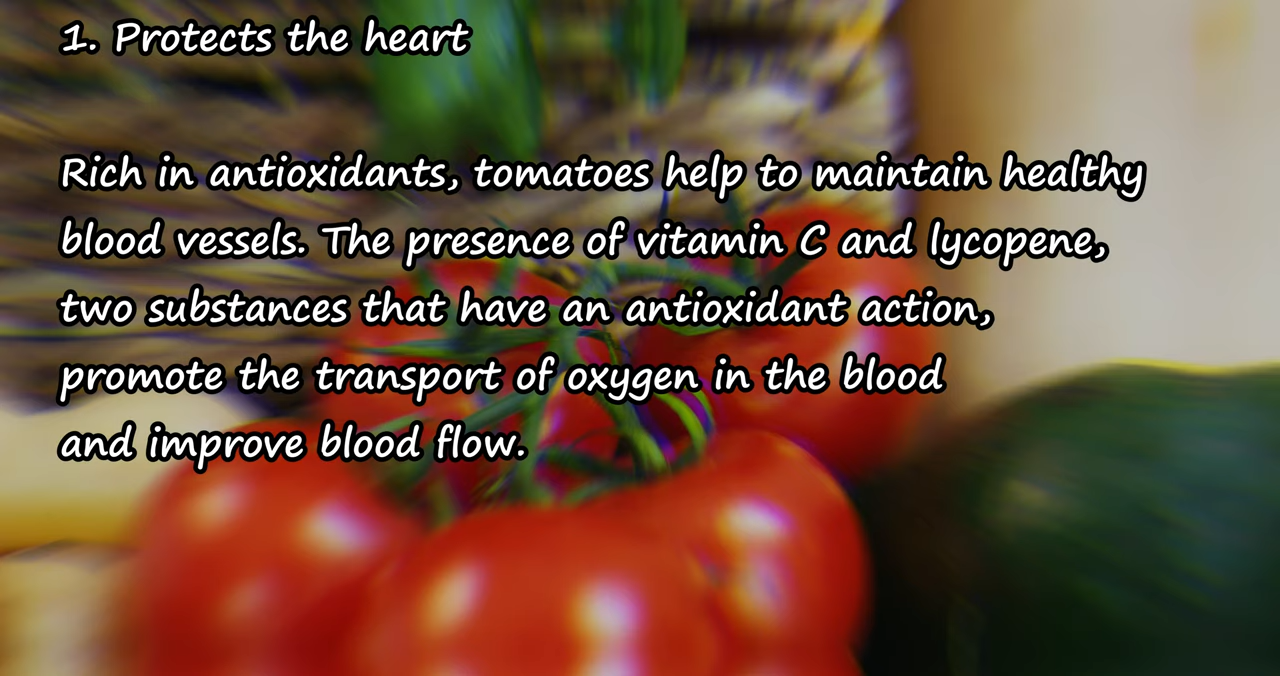 1. Protects the heart
Rich in antioxidants, tomatoes help to maintain healthy
blood vessels. The presence of vitamin C and lycopene,
two substances that have an antioxidant action,
promote the transport of oxygen in the blood
and improve blood flow.